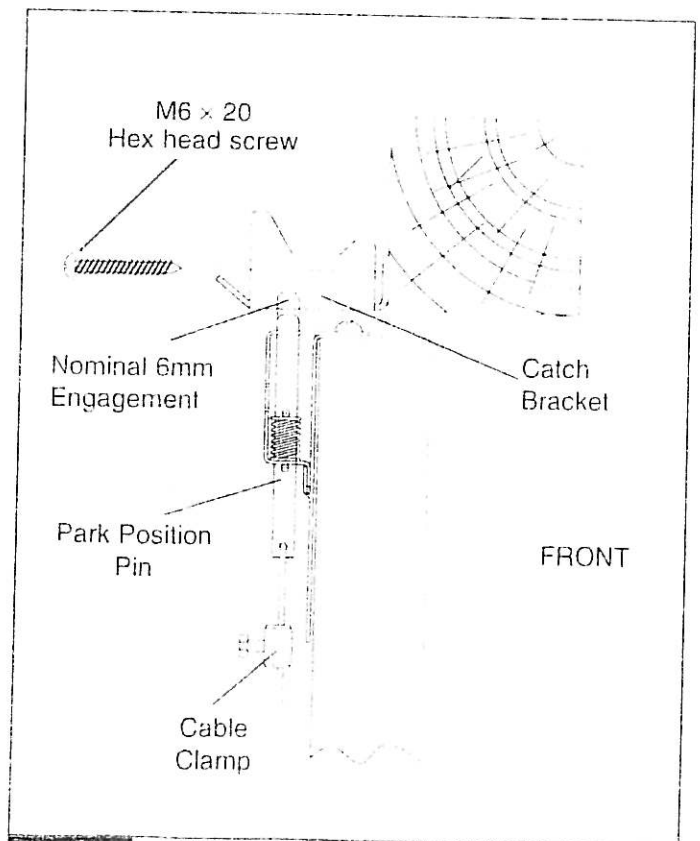 M6 × 20
Hex head screw
Nominal 6mm
Engagement
Catch
Bracket
Park Position
Pin
FRONT
Cable
Clamp